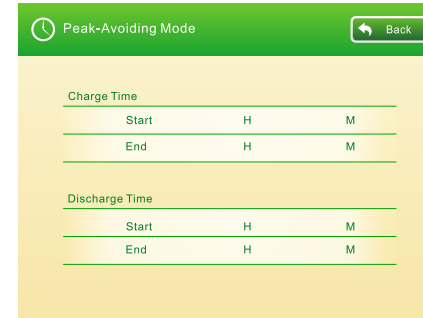 Peak-Avoiding Mode
Back
Charge Time
Start H M
End H M
Discharge Time
Start H M
End H M